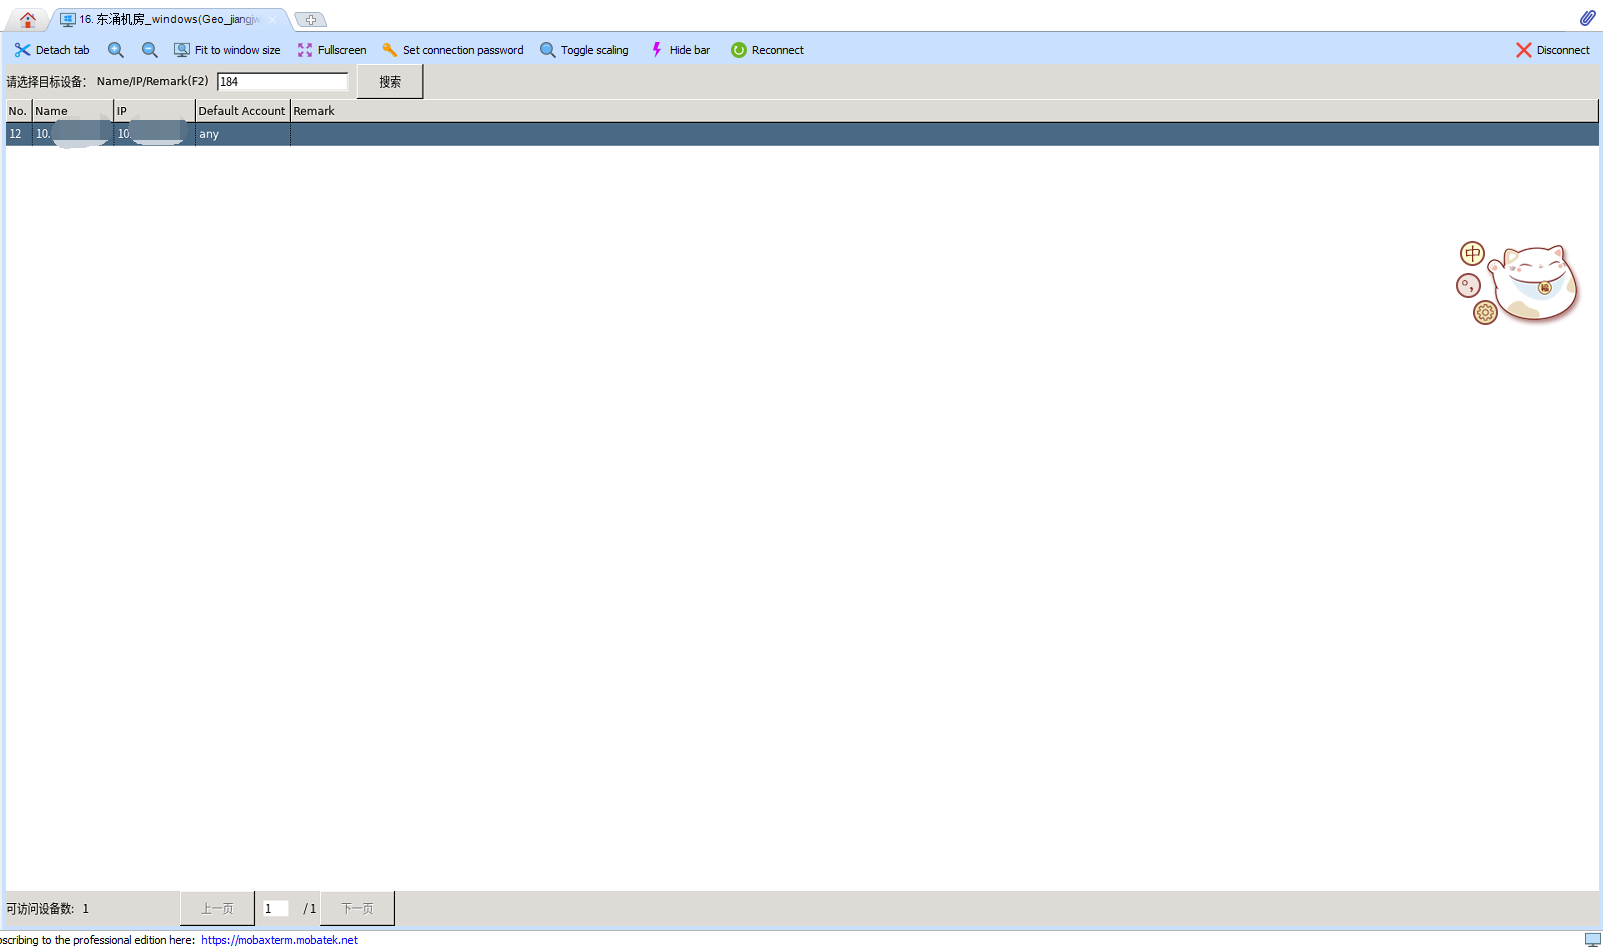 16. 东涌机房_windows(Geo_jiangjw
Detach tab Fit to window size Fullscreen Set connection password Toggle scaling Hide bar Reconnect Disconnect
请选择目标设备: Name/IP/Remark(F2) 184 搜索
No. Name IP Default Account Remark
12 10. 10. any
中
福
可访问设备数: 1 上一页 1 / 1 下一页
scribing to the professional edition here: https://mobaxterm.mobatek.net